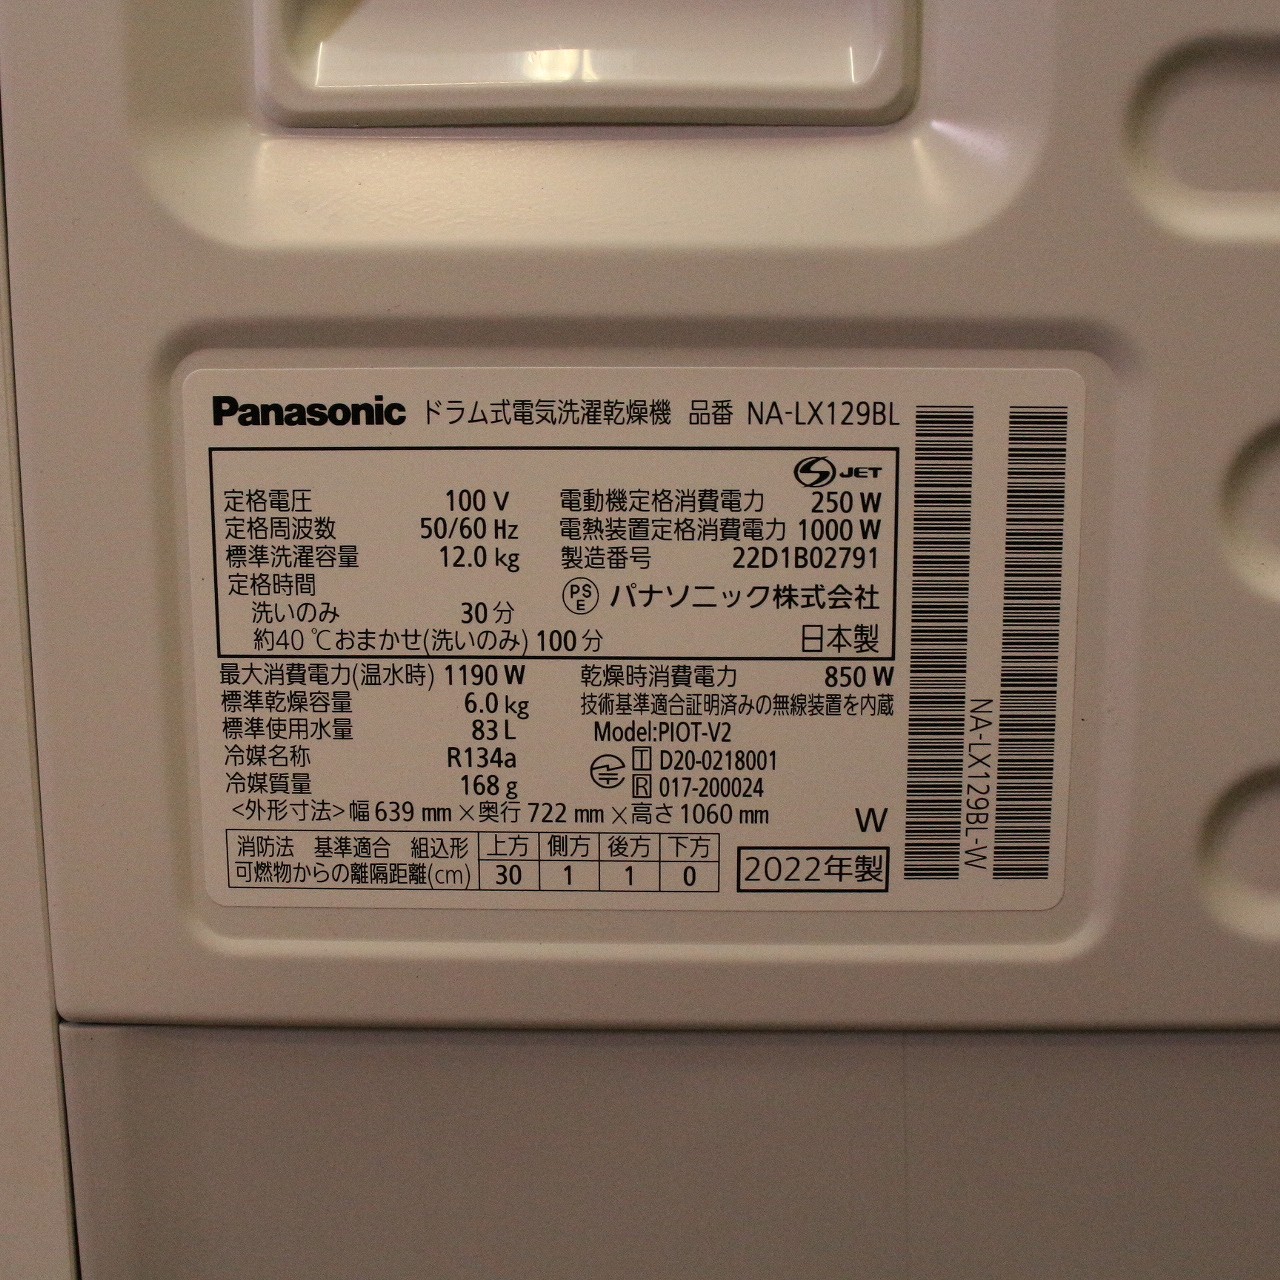 Panasonic ドラム式電気洗濯乾燥機 品番 NA-LX129BL
JET
定格電圧 100 V 電動機定格消費電力 250 W
定格周波数 50/60 Hz 電熱装置定格消費電力 1000 W
標準洗濯容量 12.0 kg 製造番号 22D1B02791
定格時間
PSE パナソニック株式会社
洗いのみ 30 分
約40 ℃おまかせ(洗いのみ) 100 分 日本製
最大消費電力(温水時) 1190 W 乾燥時消費電力 850 W
標準乾燥容量 6.0 kg 技術基準適合証明済みの無線装置を内蔵
標準使用水量 83 L Model:PIOT-V2
冷媒名称 R134a T D20-0218001
冷媒質量 168 g R 017-200024
<外形寸法>幅 639 mm ×奥行 722 mm ×高さ 1060 mm W
消防法 基準適合 組込形 上方 側方 後方 下方
可燃物からの離隔距離(cm) 30 1 1 0
2022年製
NA-LX129BL-W